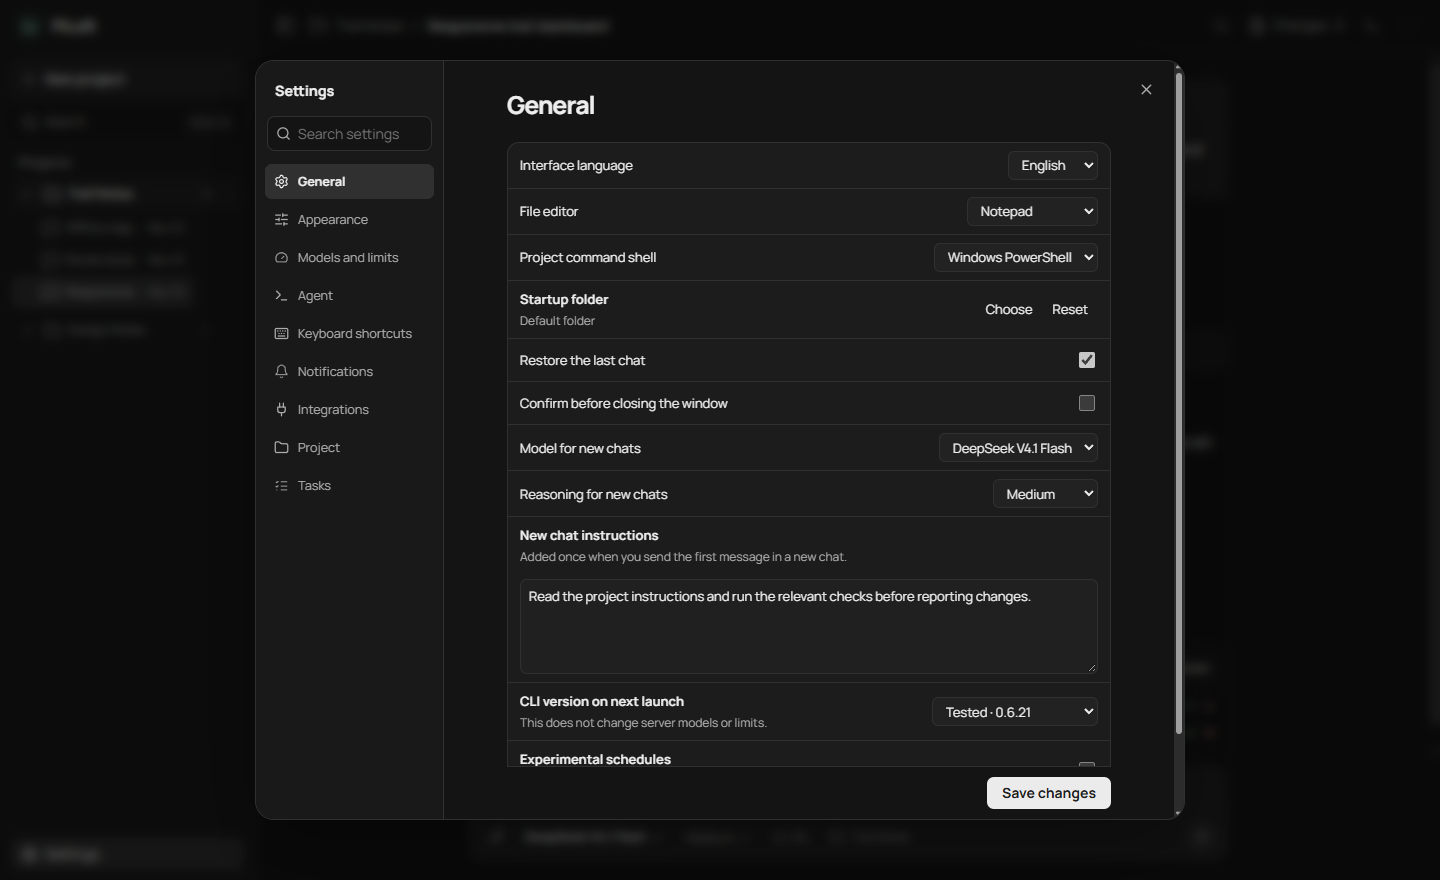 Settings
Search settings
General
Appearance
Models and limits
Agent
Keyboard shortcuts
Notifications
Integrations
Project
Tasks
General
Interface language English
File editor Notepad
Project command shell Windows PowerShell
Startup folder
Default folder
Choose Reset
Restore the last chat
Confirm before closing the window
Model for new chats DeepSeek V4.1 Flash
Reasoning for new chats Medium
New chat instructions
Added once when you send the first message in a new chat.
Read the project instructions and run the relevant checks before reporting changes.
CLI version on next launch
This does not change server models or limits.
Tested · 0.6.21
Experimental schedules
Save changes
New project
Settings